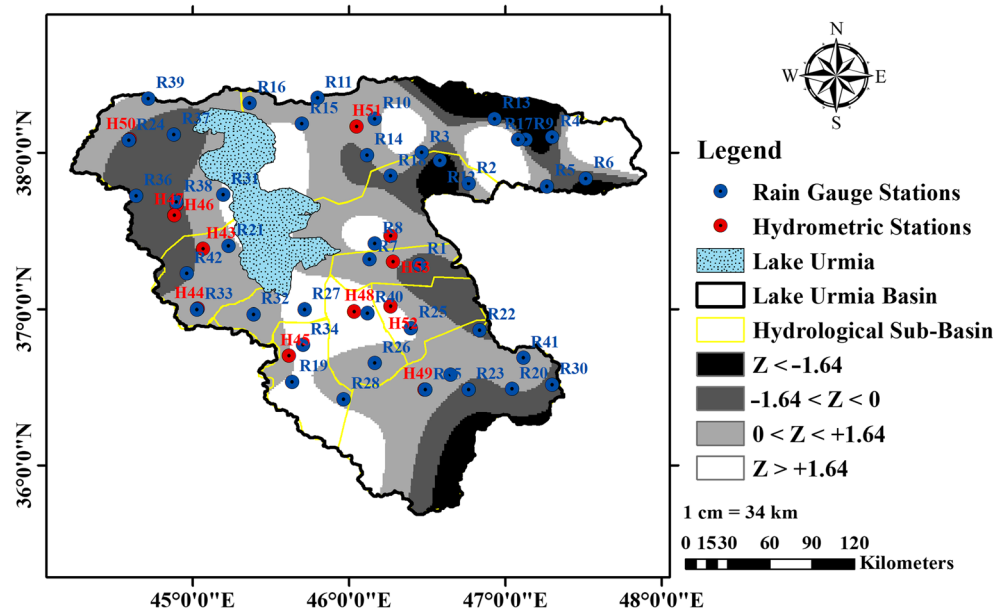 N
W E
S
R39
R16
R11
R10
H51
R15
R13
H50
R24
R37
R14
R3
R17
R9
R4
R2
R12
R5
R6
R36
R38
R31
H46
H43
R21
R8
R7
R1
H53
R42
H44
R33
R32
R27
H48
R40
H52
R25
R22
R34
H45
R26
R41
R19
R28
H49
R23
R20
R30
38°0'0"N
37°0'0"N
36°0'0"N
45°0'0"E
46°0'0"E
47°0'0"E
48°0'0"E
Legend
Rain Gauge Stations
Hydrometric Stations
Lake Urmia
Lake Urmia Basin
Hydrological Sub-Basin
Z < -1.64
-1.64 < Z < 0
0 < Z < +1.64
Z > +1.64
1 cm = 34 km
0 15 30 60 90 120
Kilometers